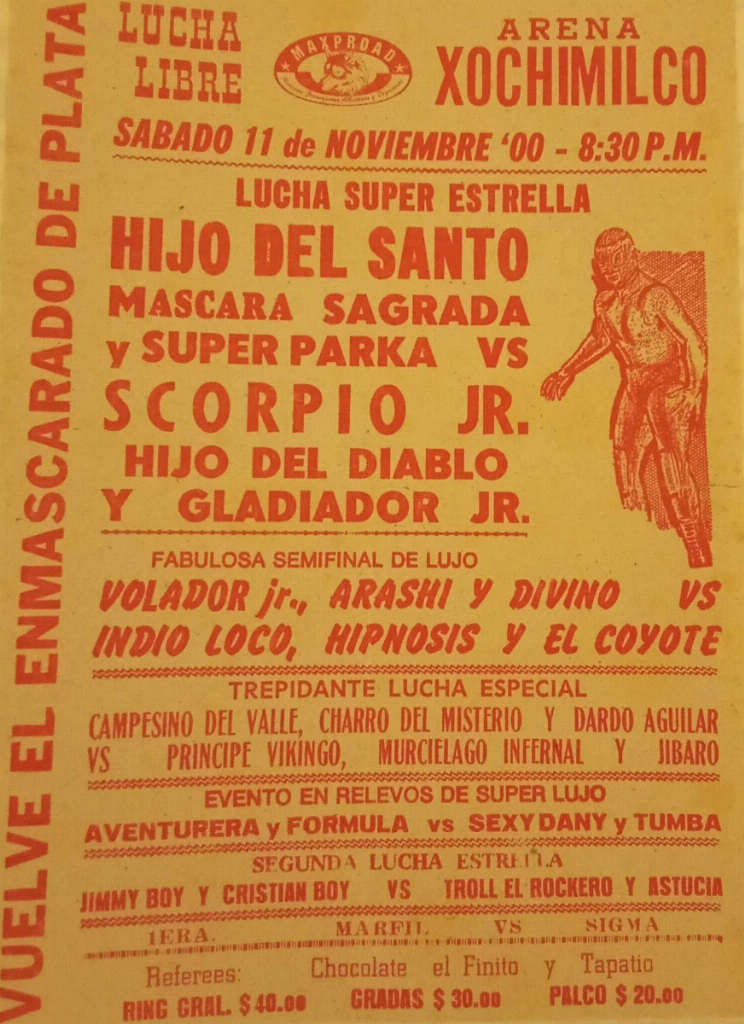 VUELVE EL ENMASCARADO DE PLATA
LUCHA
LIBRE
MAXPROAD
ARENA
XOCHIMILCO
SABADO 11 de NOVIEMBRE '00 - 8:30 P.M.
LUCHA SUPER ESTRELLA
HIJO DEL SANTO
MASCARA SAGRADA
y SUPER PARKA VS
SCORPIO JR.
HIJO DEL DIABLO
Y GLADIADOR JR.
FABULOSA SEMIFINAL DE LUJO
VOLADOR jr., ARASHI Y DIVINO VS
INDIO LOCO, HIPNOSIS Y EL COYOTE
TREPIDANTE LUCHA ESPECIAL
CAMPESINO DEL VALLE, CHARRO DEL MISTERIO Y DARDO AGUILAR
VS PRINCIPE VIKINGO, MURCIELAGO INFERNAL Y JIBARO
EVENTO EN RELEVOS DE SUPER LUJO
AVENTURERA y FORMULA vs SEXY DANY y TUMBA
SEGUNDA LUCHA ESTRELLA
JIMMY BOY Y CRISTIAN BOY VS TROLL EL ROCKERO Y ASTUCIA
1ERA. MARFIL VS SIGMA
Referees: Chocolate el Finito y Tapatio
RING GRAL. $40.00 GRADAS $30.00 PALCO $20.00